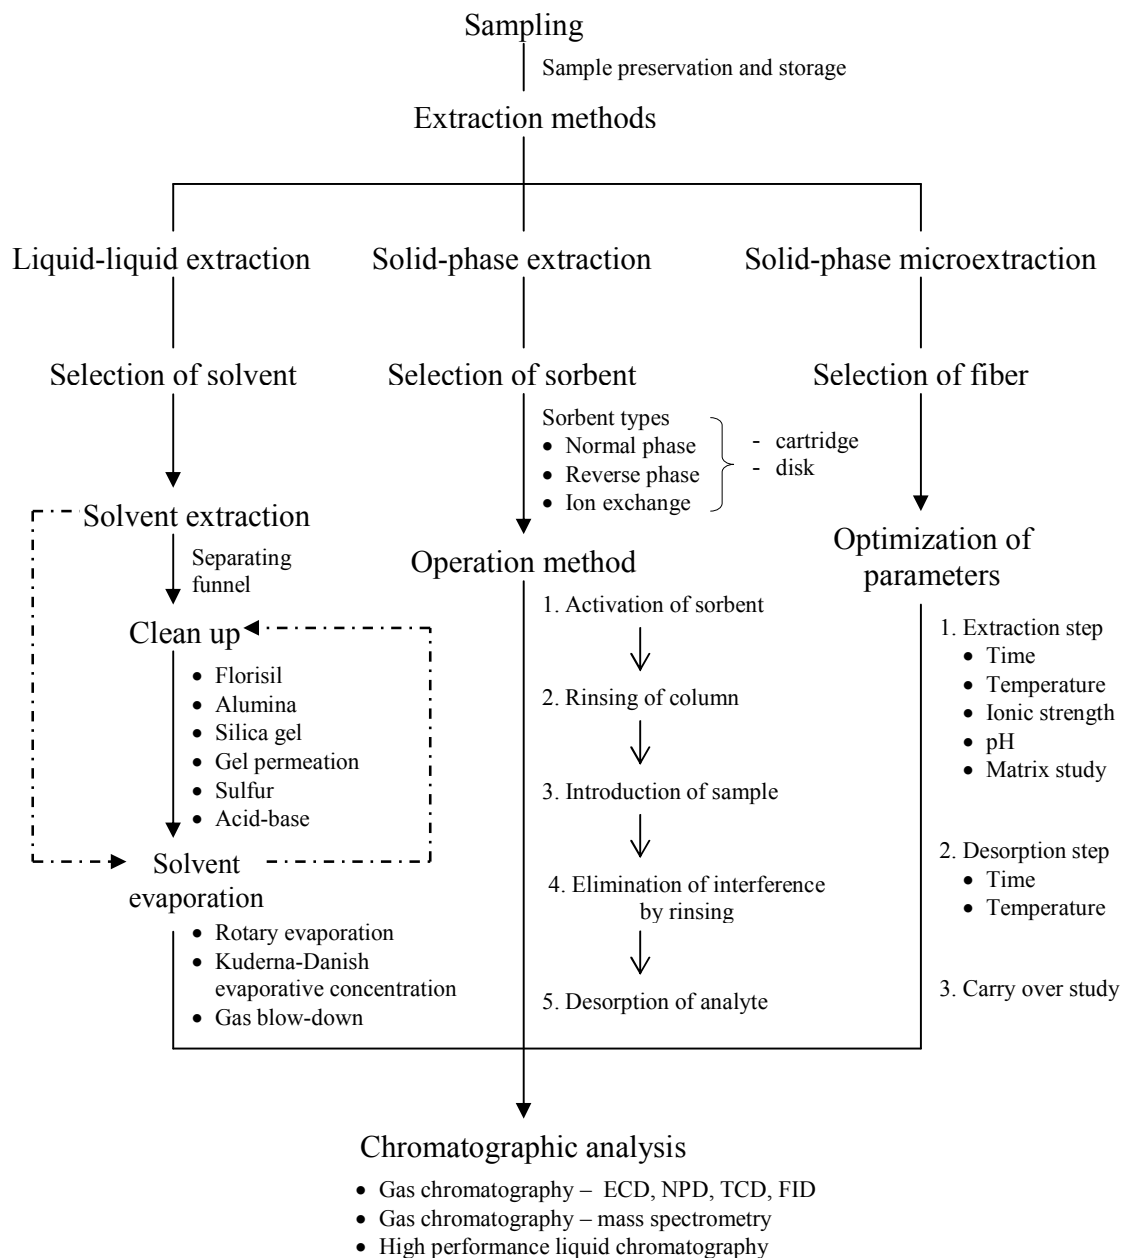 Sampling
Sample preservation and storage
Extraction methods
Liquid-liquid extraction
Solid-phase extraction
Solid-phase microextraction
Selection of solvent
Selection of sorbent
Selection of fiber
Sorbent types
• Normal phase
• Reverse phase
• Ion exchange
- cartridge
- disk
Solvent extraction
Separating
funnel
Clean up
• Florisil
• Alumina
• Silica gel
• Gel permeation
• Sulfur
• Acid-base
Solvent
evaporation
• Rotary evaporation
• Kuderna-Danish
evaporative concentration
• Gas blow-down
Operation method
1. Activation of sorbent
2. Rinsing of column
3. Introduction of sample
4. Elimination of interference
by rinsing
5. Desorption of analyte
Optimization of
parameters
1. Extraction step
• Time
• Temperature
• Ionic strength
• pH
• Matrix study
2. Desorption step
• Time
• Temperature
3. Carry over study
Chromatographic analysis
• Gas chromatography – ECD, NPD, TCD, FID
• Gas chromatography – mass spectrometry
• High performance liquid chromatography